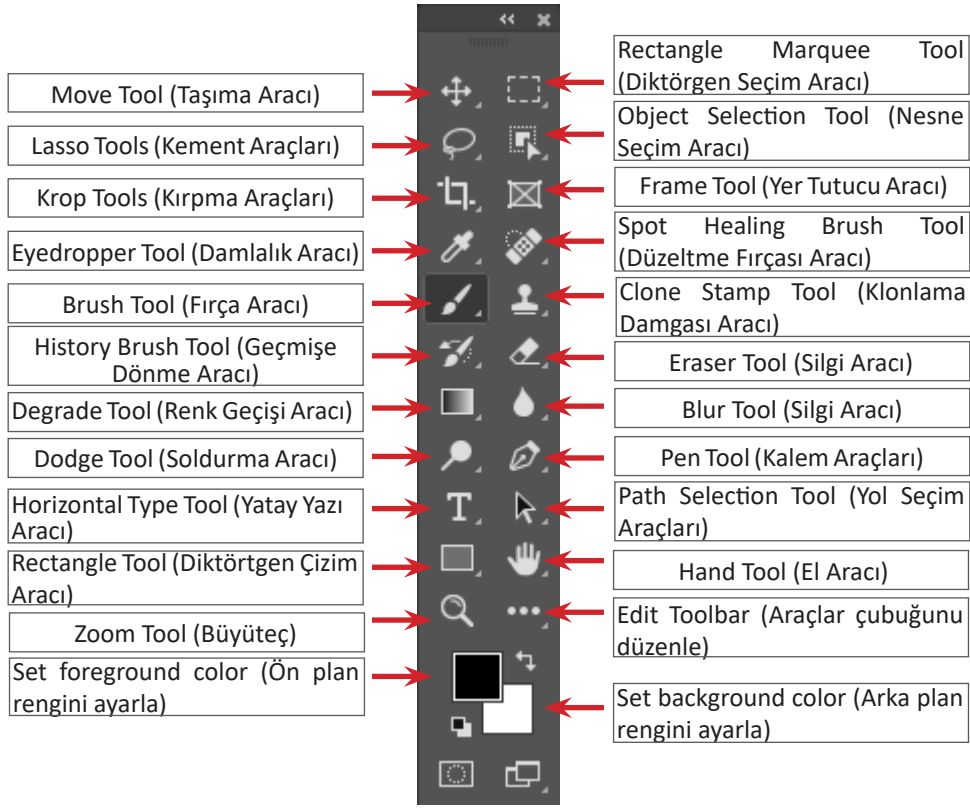 Move Tool (Taşıma Aracı)
Lasso Tools (Kement Araçları)
Krop Tools (Kırpma Araçları)
Eyedropper Tool (Damlalık Aracı)
Brush Tool (Fırça Aracı)
History Brush Tool (Geçmişe
Dönme Aracı)
Degrade Tool (Renk Geçişi Aracı)
Dodge Tool (Soldurma Aracı)
Horizontal Type Tool (Yatay Yazı
Aracı)
Rectangle Tool (Diktörtgen Çizim
Aracı)
Zoom Tool (Büyüteç)
Set foreground color (Ön plan
rengini ayarla)
Rectangle Marquee Tool
(Diktörgen Seçim Aracı)
Object Selection Tool (Nesne
Seçim Aracı)
Frame Tool (Yer Tutucu Aracı)
Spot Healing Brush Tool
(Düzeltme Fırçası Aracı)
Clone Stamp Tool (Klonlama
Damgası Aracı)
Eraser Tool (Silgi Aracı)
Blur Tool (Silgi Aracı)
Pen Tool (Kalem Araçları)
Path Selection Tool (Yol Seçim
Araçları)
Hand Tool (El Aracı)
Edit Toolbar (Araçlar çubuğunu
düzenle)
Set background color (Arka plan
rengini ayarla)